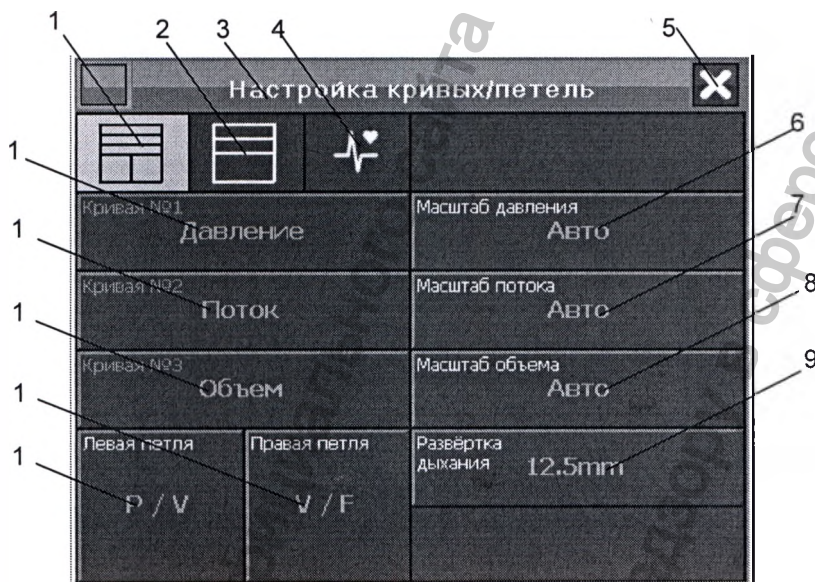 1
2
3
4
5
Настройка кривых/петель
1
Кривая №1
Давление
Масштаб давления
Авто
6
1
Кривая №2
Поток
Масштаб потока
Авто
7
1
Кривая №3
Объем
Масштаб объема
Авто
8
1
Левая петля
P / V
Правая петля
V / F
Развёртка
дыхания
12.5mm
9
1
сайта
сфере